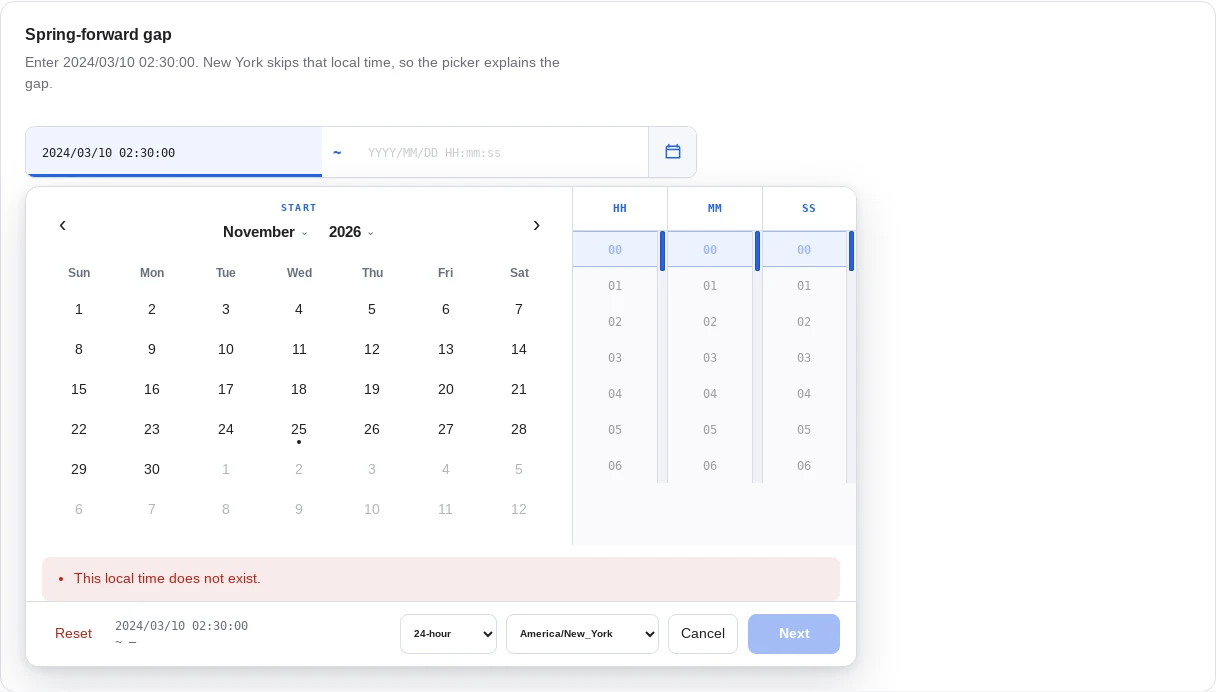 Spring-forward gap
Enter 2024/03/10 02:30:00. New York skips that local time, so the picker explains the
gap.
2024/03/10 02:30:00 ~ YYYY/MM/DD HH:mm:ss
START
‹ November 2026 ›
Sun Mon Tue Wed Thu Fri Sat
1 2 3 4 5 6 7
8 9 10 11 12 13 14
15 16 17 18 19 20 21
22 23 24 25 26 27 28
29 30 1 2 3 4 5
6 7 8 9 10 11 12
HH MM SS
00 00 00
01 01 01
02 02 02
03 03 03
04 04 04
05 05 05
06 06 06
• This local time does not exist.
Reset
2024/03/10 02:30:00
~ —
24-hour
America/New_York
Cancel
Next